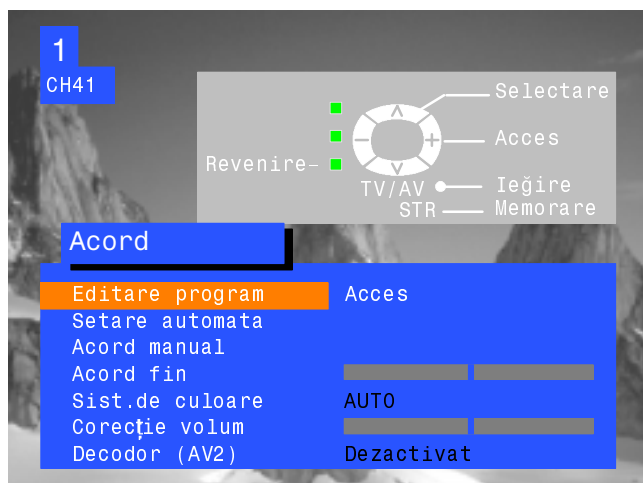 1
CH41
Selectare
Acces
Revenire
TV/AV Ieğire
STR Memorare
Acord
Editare program Acces
Setare automata
Acord manual
Acord fin
Sist.de culoare AUTO
Corecție volum
Decodor (AV2) Dezactivat